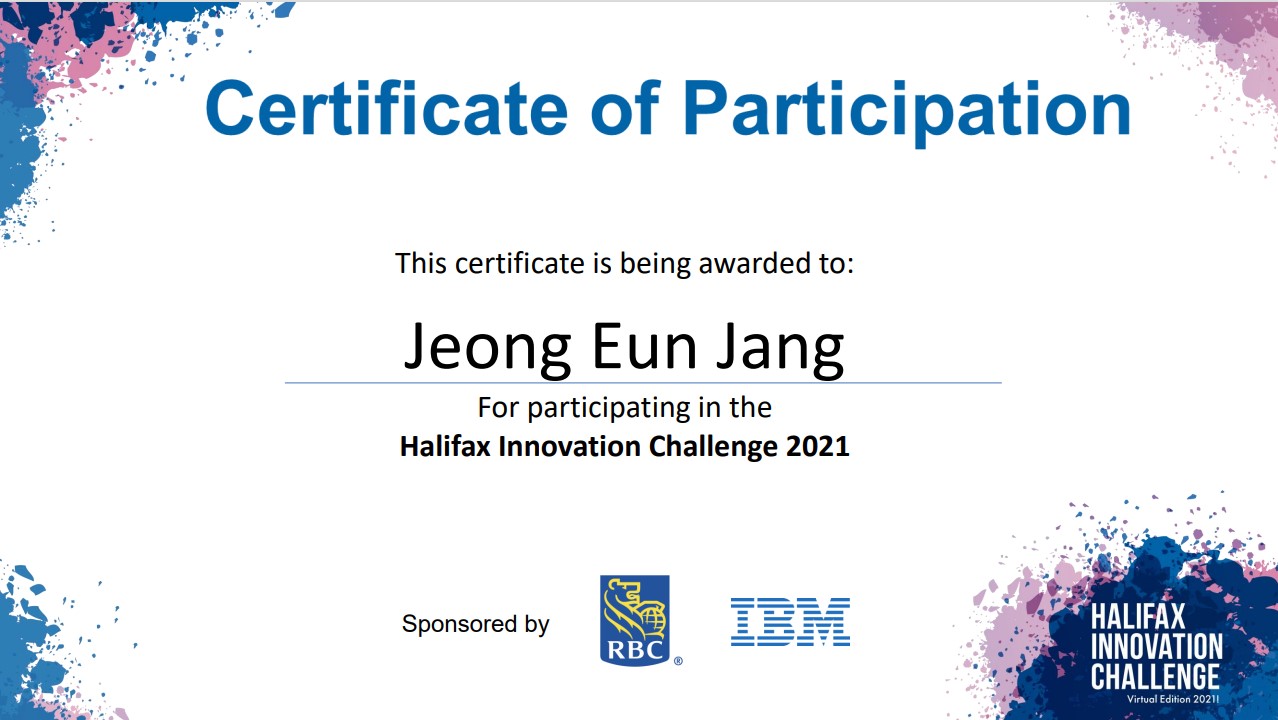 Certificate of Participation
This certificate is being awarded to:
Jeong Eun Jang
For participating in the
Halifax Innovation Challenge 2021
Sponsored by
RBC
®
IBM
HALIFAX
INNOVATION
CHALLENGE
Virtual Edition 2021!